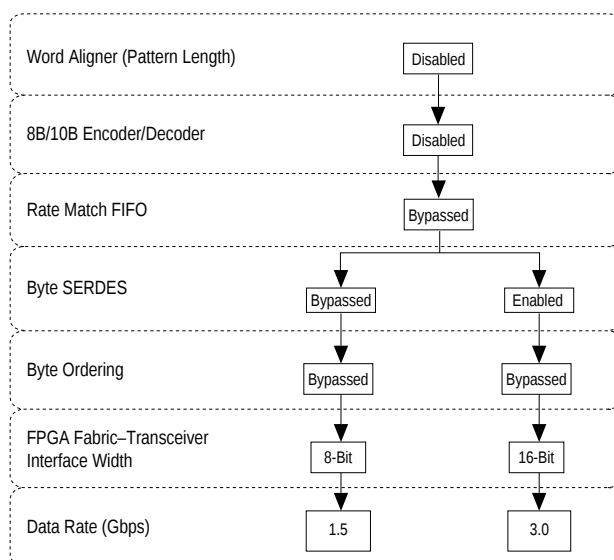 Word Aligner (Pattern Length)
Disabled
8B/10B Encoder/Decoder
Disabled
Rate Match FIFO
Bypassed
Byte SERDES
Bypassed
Enabled
Byte Ordering
Bypassed
Bypassed
FPGA Fabric–Transceiver
Interface Width
8-Bit
16-Bit
Data Rate (Gbps)
1.5
3.0